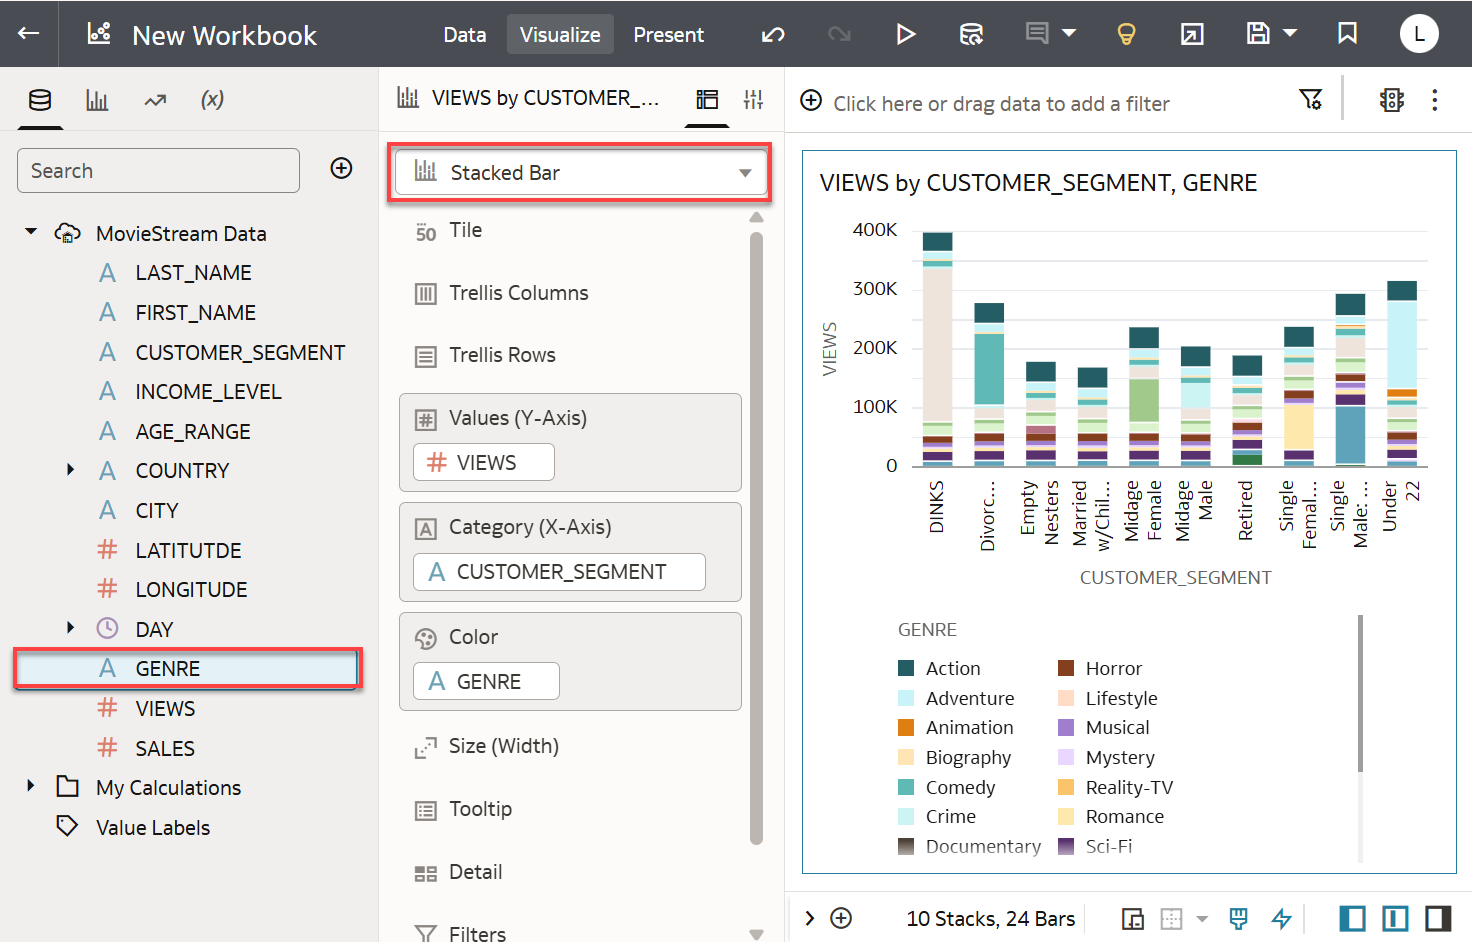 New Workbook
Data
Visualize
Present
L
(x)
Search
MovieStream Data
A LAST_NAME
A FIRST_NAME
A CUSTOMER_SEGMENT
A INCOME_LEVEL
A AGE_RANGE
A COUNTRY
A CITY
# LATITUTDE
# LONGITUDE
DAY
A GENRE
# VIEWS
# SALES
My Calculations
Value Labels
VIEWS by CUSTOMER_...
Stacked Bar
50 Tile
Trellis Columns
Trellis Rows
# Values (Y-Axis)
# VIEWS
A Category (X-Axis)
A CUSTOMER_SEGMENT
Color
A GENRE
Size (Width)
Tooltip
Detail
Filters
Click here or drag data to add a filter
VIEWS by CUSTOMER_SEGMENT, GENRE
400K
300K
200K
100K
0
VIEWS
DINKS
Divorc...
Empty
Nesters
Married
w/Chil...
Midage
Female
Midage
Male
Retired
Single
Femal...
Single
Male: ...
Under
22
CUSTOMER_SEGMENT
GENRE
Action
Adventure
Animation
Biography
Comedy
Crime
Documentary
Horror
Lifestyle
Musical
Mystery
Reality-TV
Romance
Sci-Fi
10 Stacks, 24 Bars